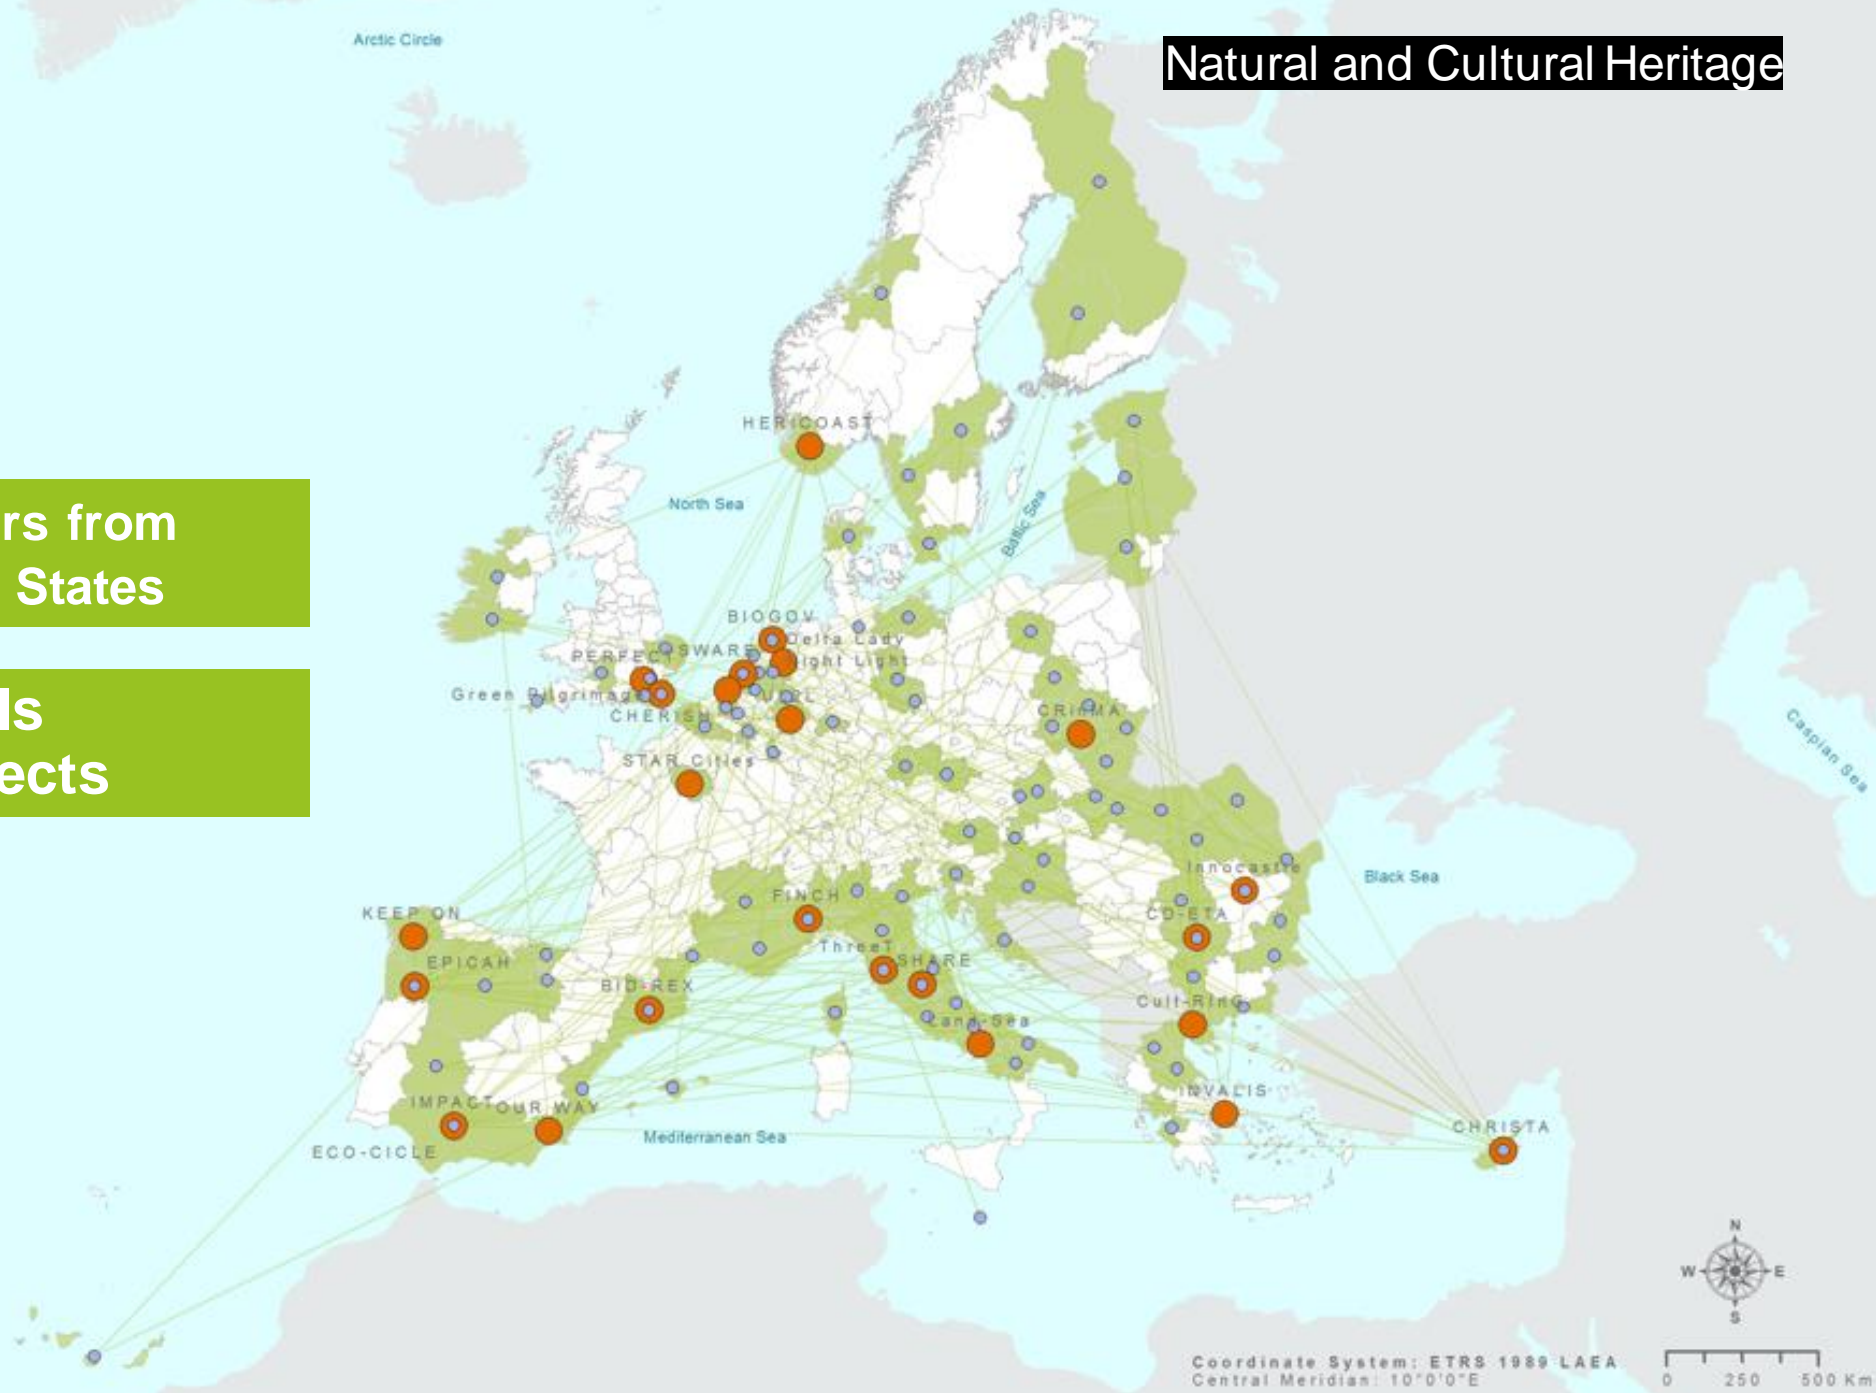 Arctic Circle
Natural and Cultural Heritage
HERICOAST
North Sea
Baltic Sea
rs from
States
BIOGOV
Delta Lady
PERFECT
SWARE
ight Light
Green Pilgrimage
CHERISH
ls
ects
CRinMA
Caspian Sea
STAR Cities
Innocastle
Black Sea
FINCH
KEEP ON
CD-ETA
ThreeT
SHARE
EPICAH
BID-REX
Cult-RInG
Land-Sea
INVALIS
IMPACT
OUR WAY
CHRISTA
Mediterranean Sea
ECO-CICLE
N
W
E
S
Coordinate System: ETRS 1989 LAEA
Central Meridian: 10°0'0"E
0 250 500 Km